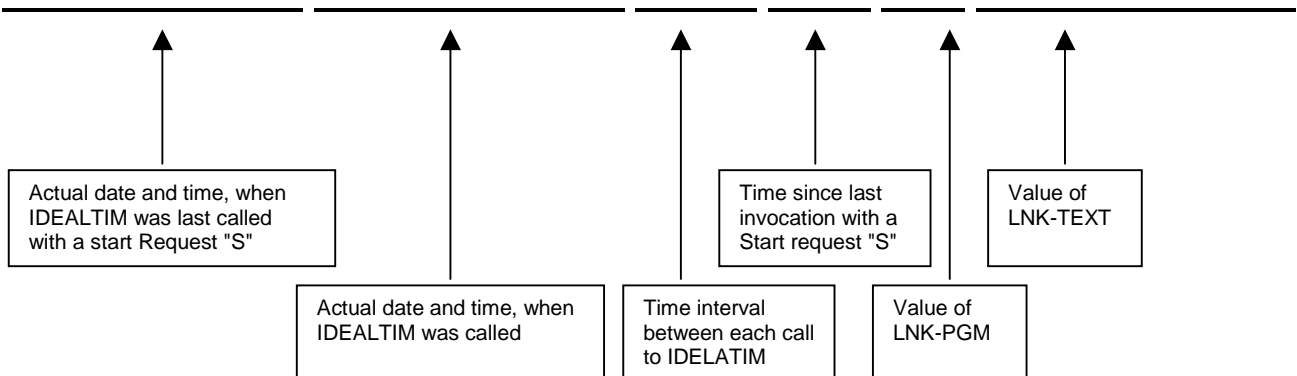 Actual date and time, when
IDEALTIM was last called
with a start Request "S"
Time since last
invocation with a
Start request "S"
Value of
LNK-TEXT
Actual date and time, when
IDEALTIM was called
Time interval
between each call
to IDELATIM
Value of
LNK-PGM